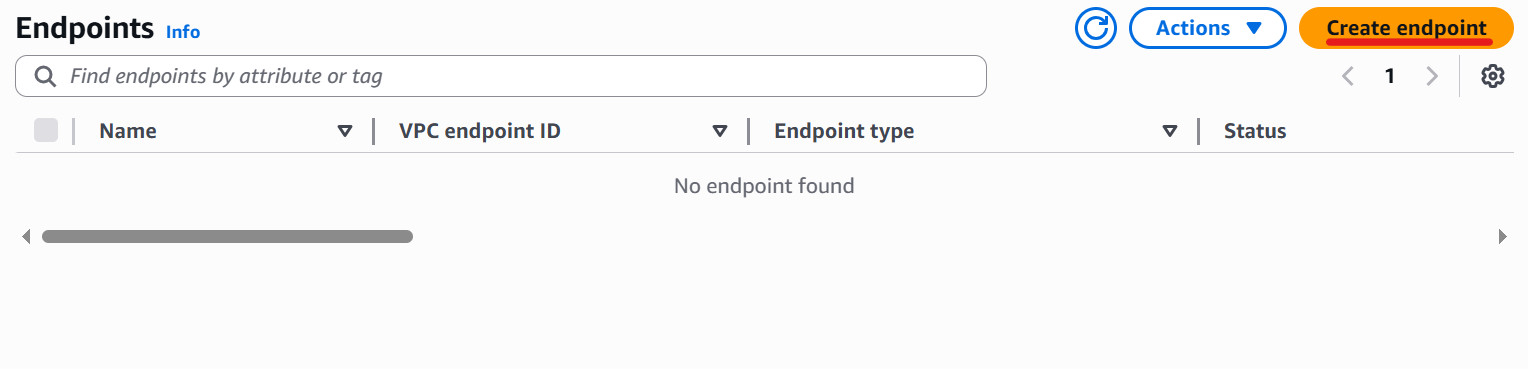 Endpoints Info
Actions
Create endpoint
Find endpoints by attribute or tag
1
Name VPC endpoint ID Endpoint type Status
No endpoint found